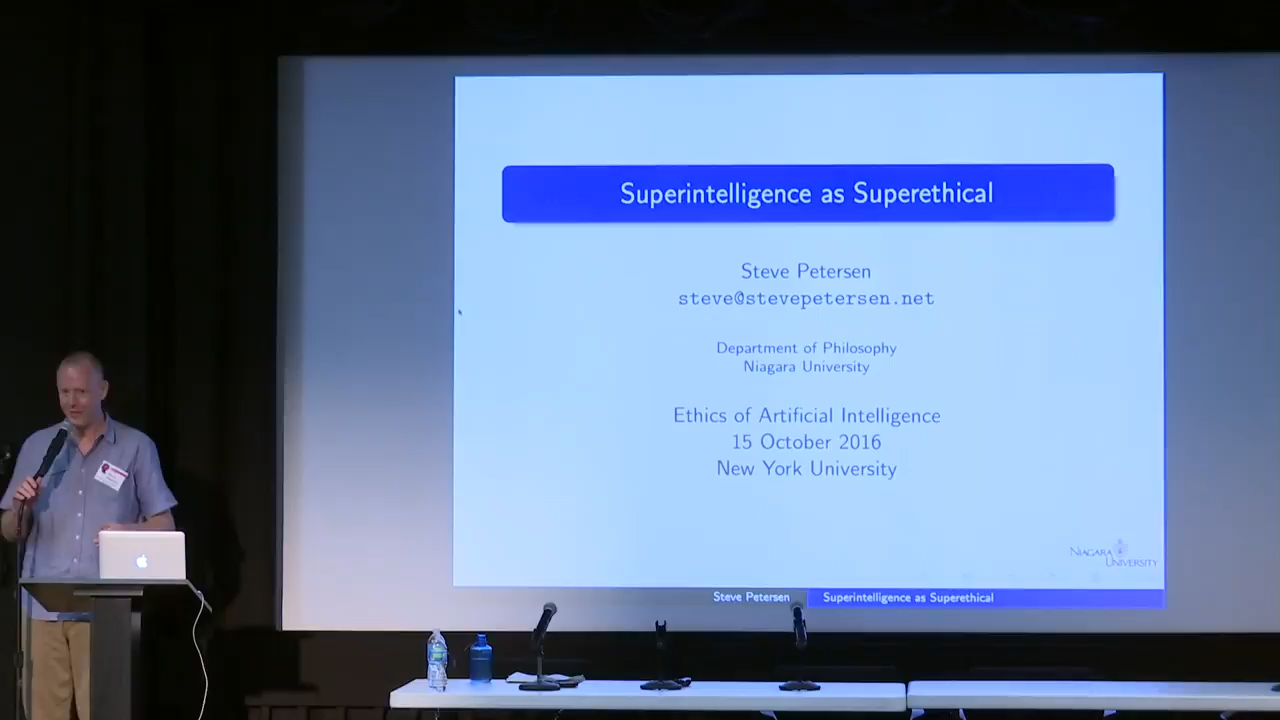 Superintelligence as Superethical
Steve Petersen
steve@stevepetersen.net
Department of Philosophy
Niagara University
Ethics of Artificial Intelligence
15 October 2016
New York University
NIAGARA
UNIVERSITY
Steve Petersen
Superintelligence as Superethical